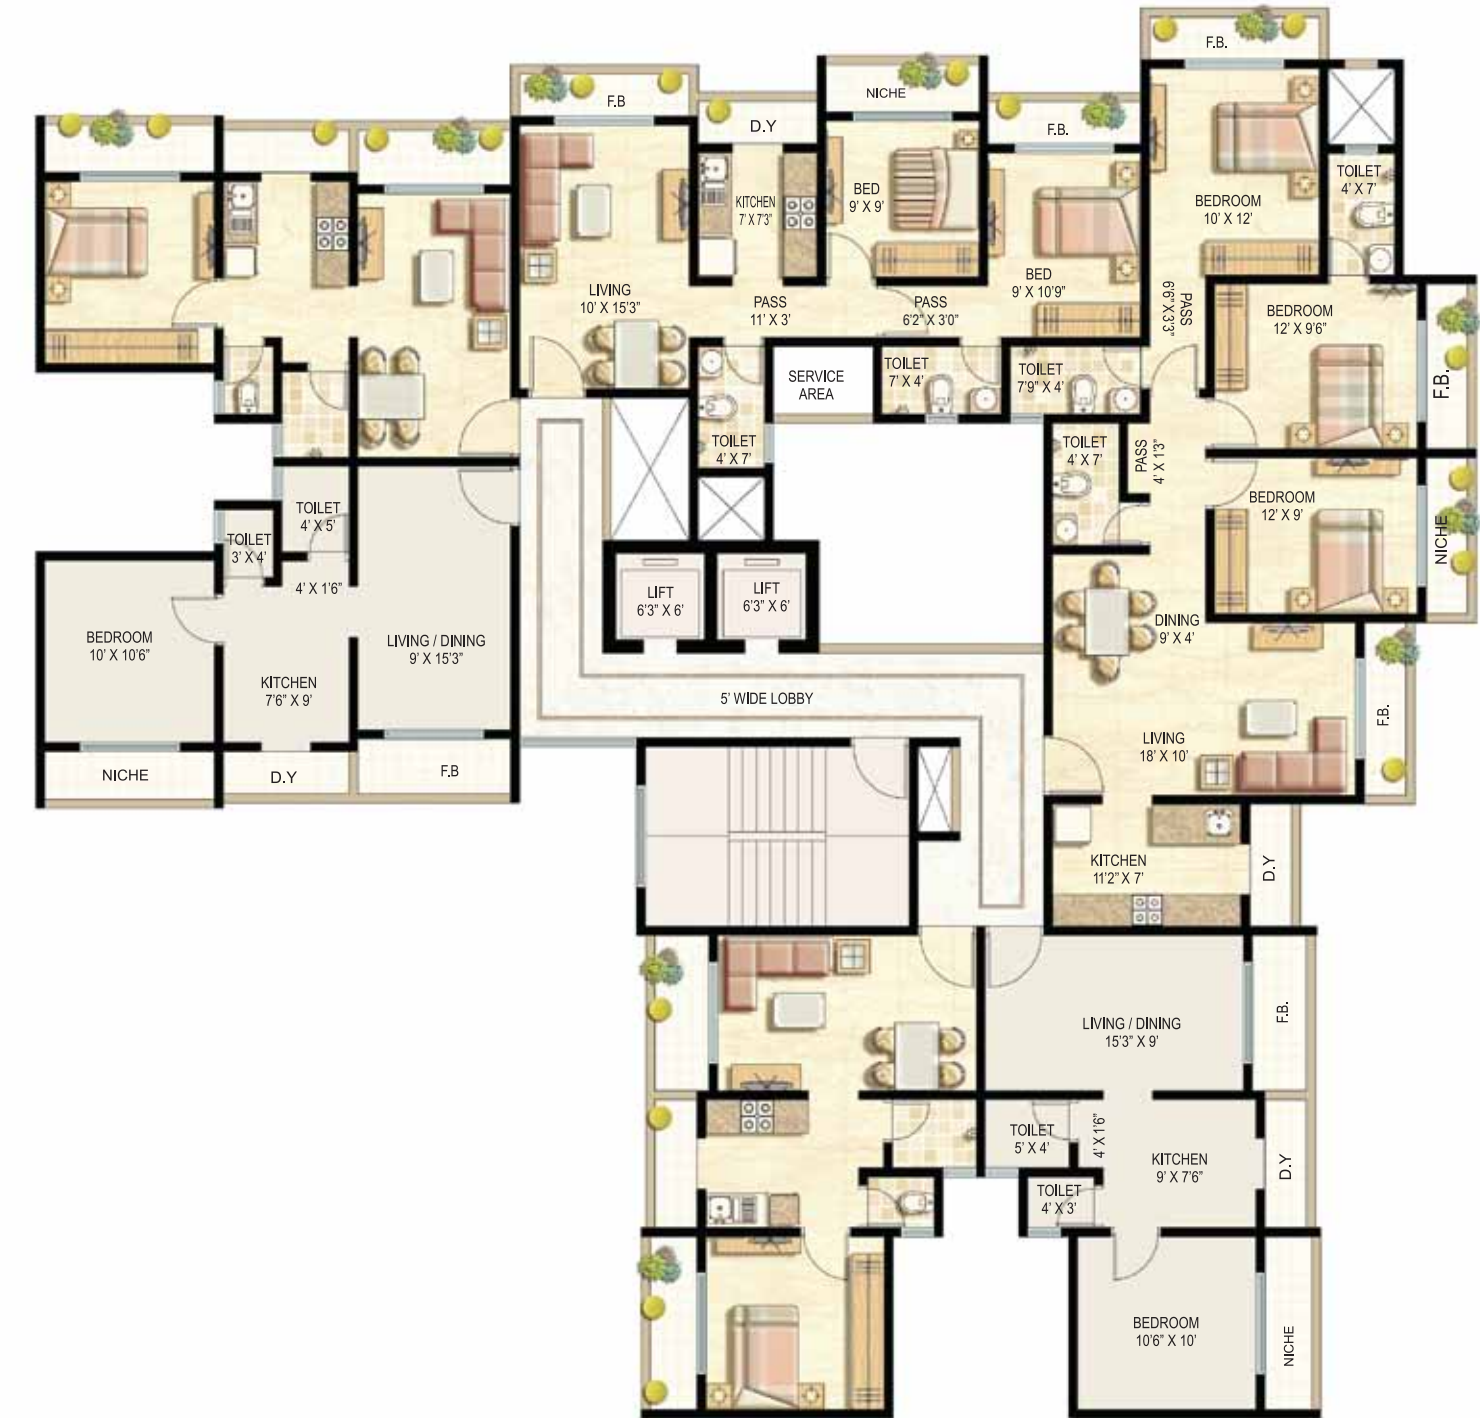 F.B.
F.B
NICHE
D.Y
F.B.
KITCHEN
7' X 7'3"
BED
9' X 9'
BEDROOM
10' X 12'
TOILET
4' X 7'
LIVING
10' X 15'3"
PASS
11' X 3'
PASS
6'2" X 3'0"
BED
9' X 10'9"
PASS
6'6" X 3'3"
BEDROOM
12' X 9'6"
F.B.
SERVICE
AREA
TOILET
7' X 4'
TOILET
7'9" X 4'
TOILET
4' X 7'
TOILET
4' X 7'
PASS
4' X 1'3"
BEDROOM
12' X 9'
NICHE
TOILET
4' X 5'
TOILET
3' X 4'
4' X 1'6"
LIFT
6'3" X 6'
LIFT
6'3" X 6'
BEDROOM
10' X 10'6"
LIVING / DINING
9' X 15'3"
KITCHEN
7'6" X 9'
DINING
9' X 4'
5' WIDE LOBBY
LIVING
18' X 10'
F.B.
NICHE
D.Y
F.B
KITCHEN
11'2" X 7'
D.Y
LIVING / DINING
15'3" X 9'
F.B.
TOILET
5' X 4'
4' X 1'6"
KITCHEN
9' X 7'6"
D.Y
TOILET
4' X 3'
BEDROOM
10'6" X 10'
NICHE